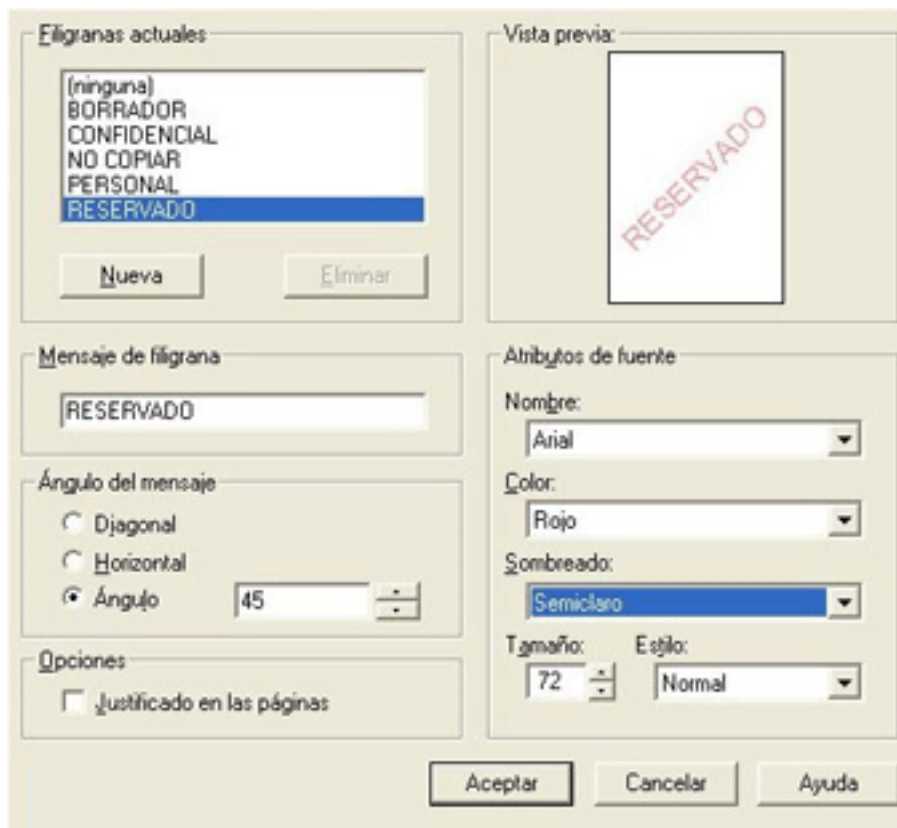 Filigranas actuales
(ninguna)
BORRADOR
CONFIDENCIAL
NO COPIAR
PERSONAL
RESERVADO
Nueva
Eliminar
Vista previa:
RESERVADO
Mensaje de filigrana
RESERVADO
Ángulo del mensaje
Diagonal
Horizontal
Ángulo 45
Opciones
Justificado en las páginas
Atributos de fuente
Nombre:
Arial
Color:
Rojo
Sombreado:
Semiclaro
Tamaño: Estilo:
72 Normal
Aceptar Cancelar Ayuda